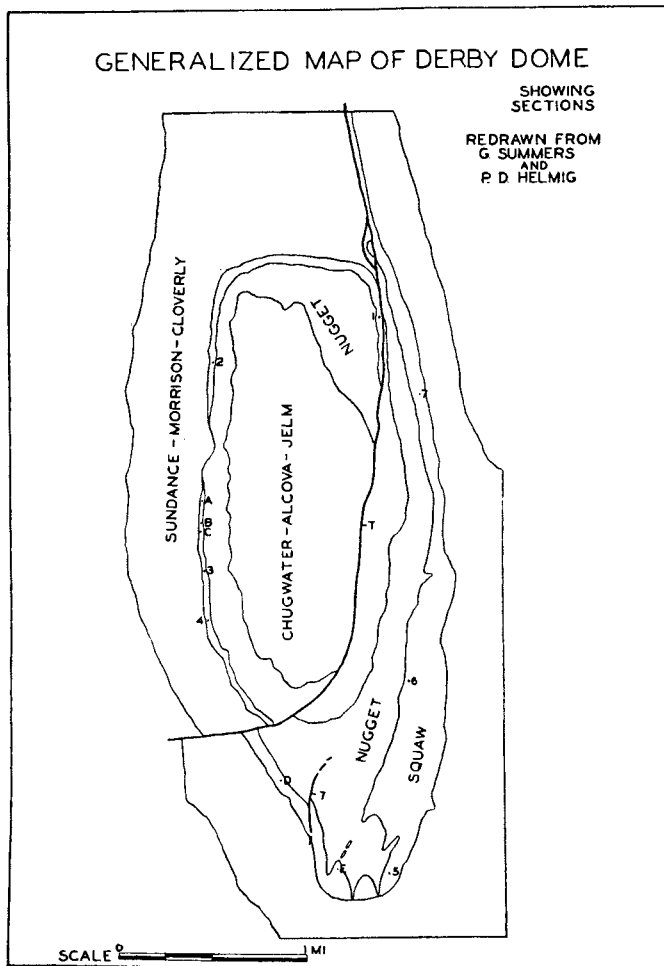 GENERALIZED MAP OF DERBY DOME
SHOWING
SECTIONS
REDRAWN FROM
G. SUMMERS
AND
P. D. HELMIG
SUNDANCE-MORRISON-CLOVERLY
NUGGET
1
2
7
CHUGWATER-ALCOVA-JELM
A
B
C
T
3
4
6
NUGGET
SQUAW
D
7
E
5
SCALE 0 1 MI